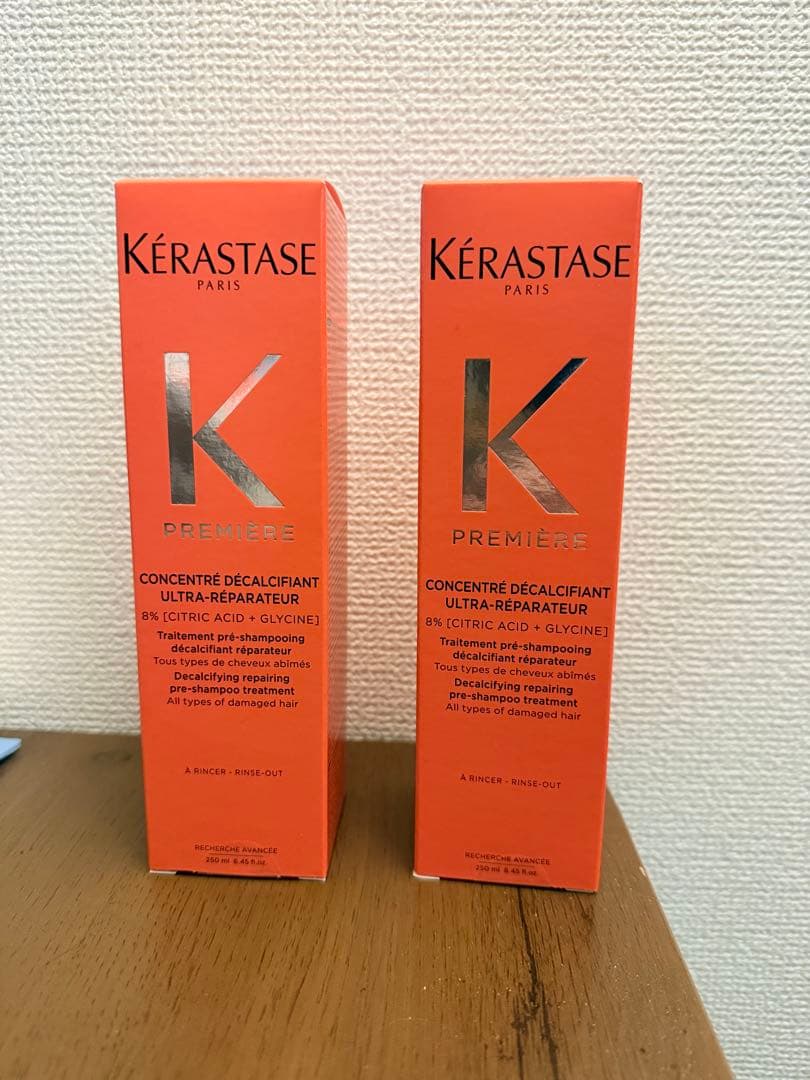 KÉRASTASE
PARIS
K
PREMIÈRE
CONCENTRÉ DÉCALCIFIANT
ULTRA-RÉPARATEUR
8% [CITRIC ACID + GLYCINE]
Traitement pré-shampooing
décalcifiant réparateur
Tous types de cheveux abîmés
Decalcifying repairing
pre-shampoo treatment
All types of damaged hair
À RINCER - RINSE-OUT
RECHERCHE AVANCÉE
250 ml 8.45 fl.oz.
KÉRASTASE
PARIS
K
PREMIÈRE
CONCENTRÉ DÉCALCIFIANT
ULTRA-RÉPARATEUR
8% [CITRIC ACID + GLYCINE]
Traitement pré-shampooing
décalcifiant réparateur
Tous types de cheveux abîmés
Decalcifying repairing
pre-shampoo treatment
All types of damaged hair
À RINCER - RINSE-OUT
RECHERCHE AVANCÉE
250 ml 8.45 fl.oz.